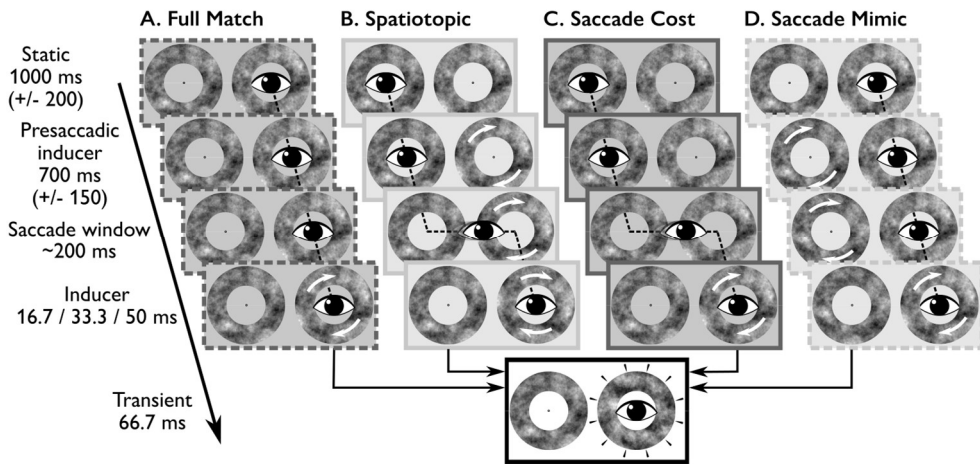 A. Full Match
B. Spatiotopic
C. Saccade Cost
D. Saccade Mimic
Static
1000 ms
(+/- 200)
Presaccadic
inducer
700 ms
(+/- 150)
Saccade window
~200 ms
Inducer
16.7 / 33.3 / 50 ms
Transient
66.7 ms